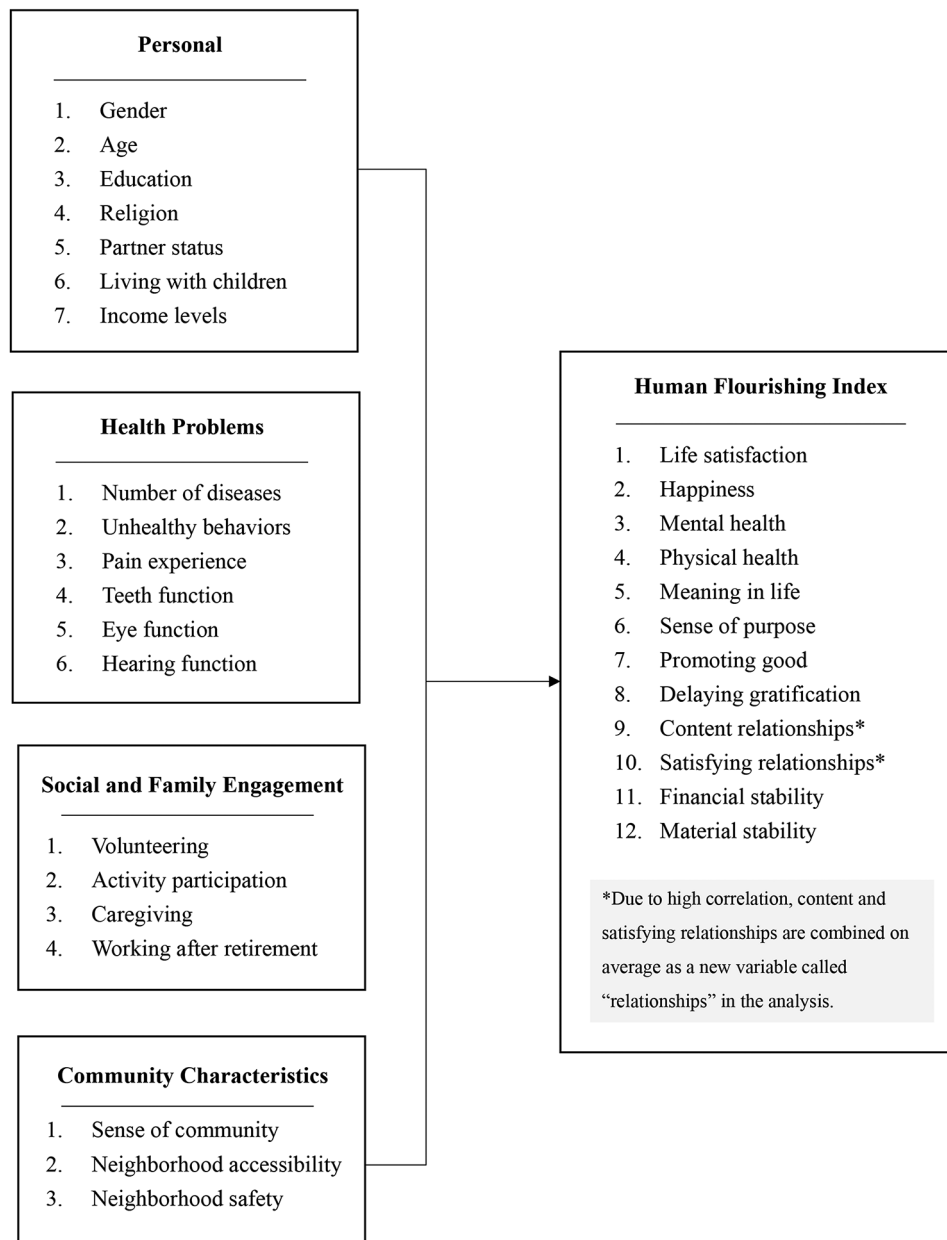 Personal
1. Gender
2. Age
3. Education
4. Religion
5. Partner status
6. Living with children
7. Income levels
Health Problems
1. Number of diseases
2. Unhealthy behaviors
3. Pain experience
4. Teeth function
5. Eye function
6. Hearing function
Social and Family Engagement
1. Volunteering
2. Activity participation
3. Caregiving
4. Working after retirement
Community Characteristics
1. Sense of community
2. Neighborhood accessibility
3. Neighborhood safety
Human Flourishing Index
1. Life satisfaction
2. Happiness
3. Mental health
4. Physical health
5. Meaning in life
6. Sense of purpose
7. Promoting good
8. Delaying gratification
9. Content relationships*
10. Satisfying relationships*
11. Financial stability
12. Material stability
*Due to high correlation, content and
satisfying relationships are combined on
average as a new variable called
“relationships” in the analysis.